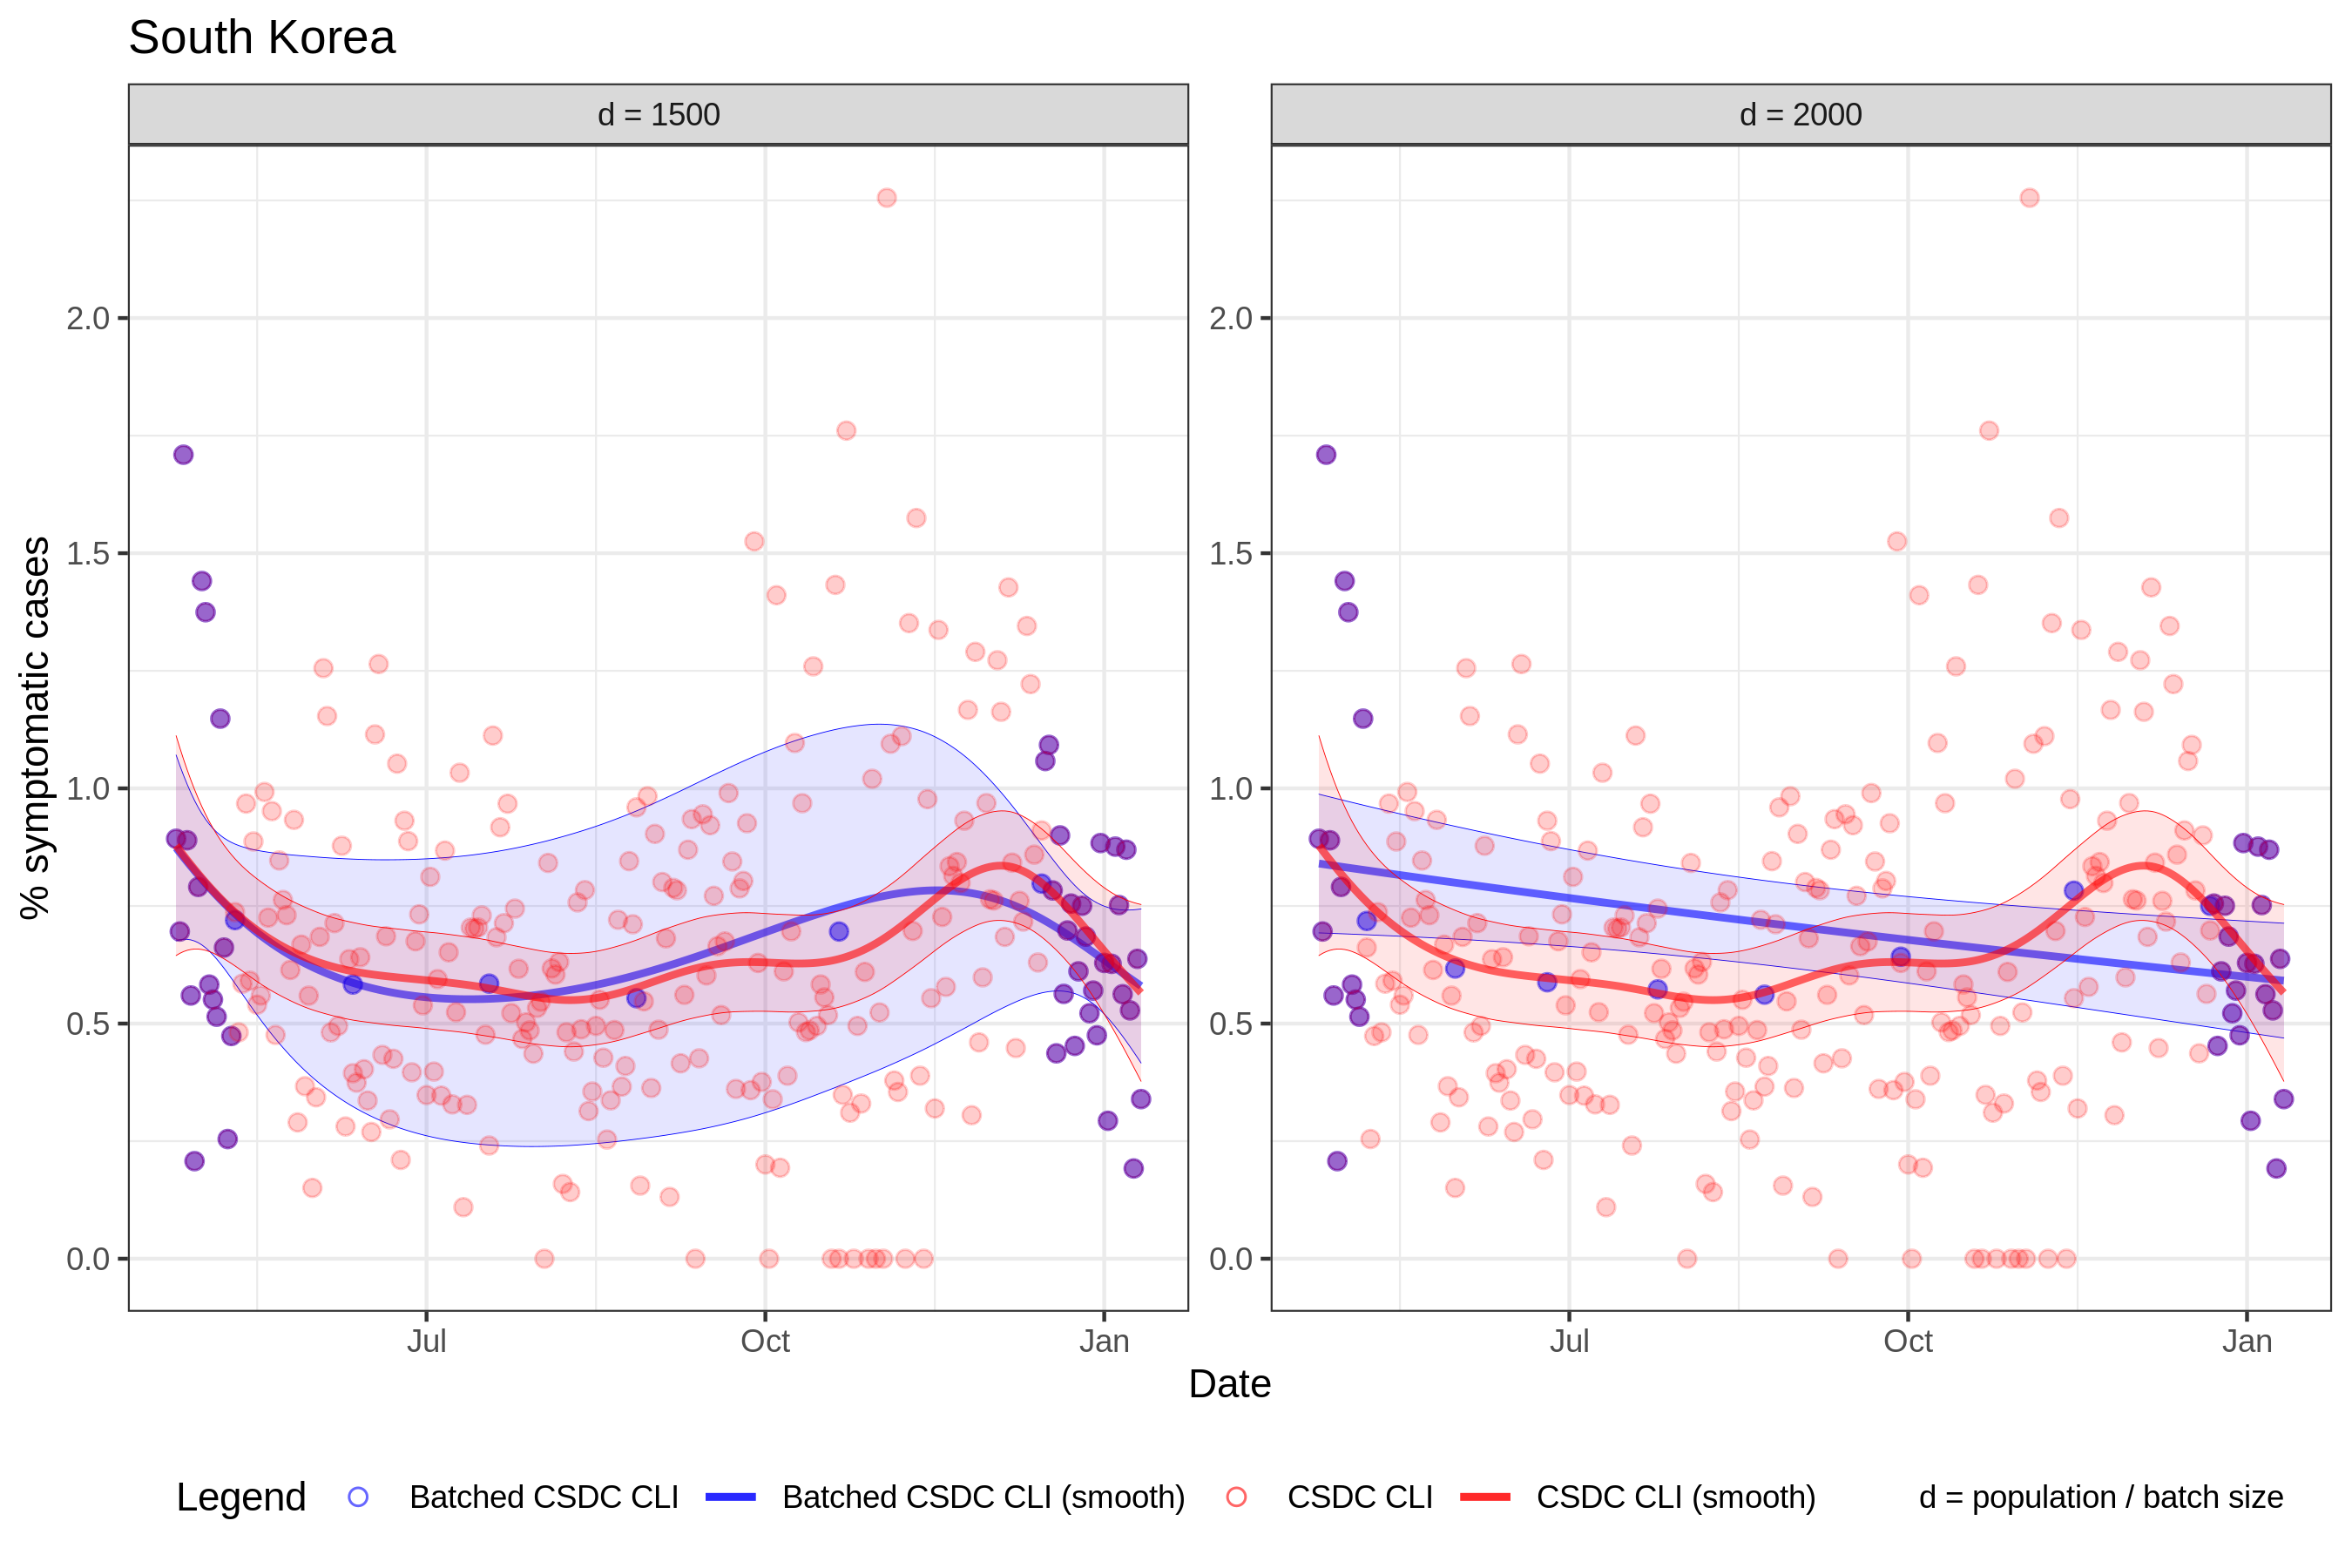 South Korea
d = 1500
d = 2000
% symptomatic cases
2.0
1.5
1.0
0.5
0.0
2.0
1.5
1.0
0.5
0.0
Jul
Oct
Jan
Jul
Oct
Jan
Date
Legend
Batched CSDC CLI
Batched CSDC CLI (smooth)
CSDC CLI
CSDC CLI (smooth)
d = population / batch size